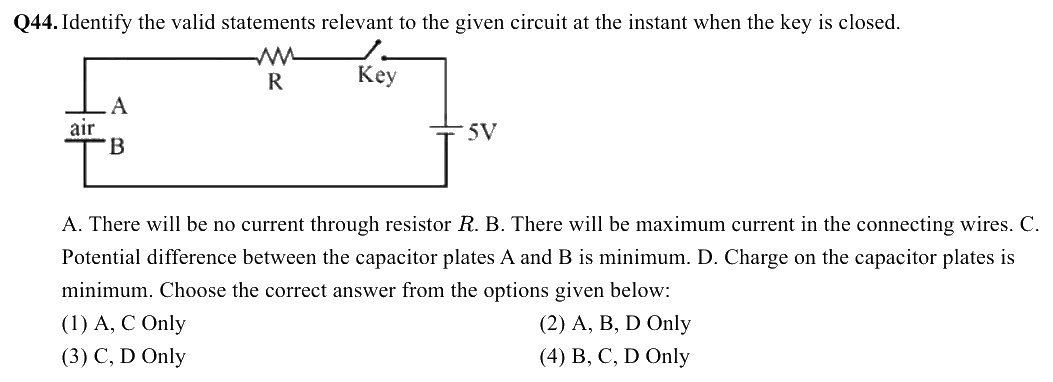 Q44. Identify the valid statements relevant to the given circuit at the instant when the key is closed.
R
Key
A
air
B
5V
A. There will be no current through resistor R. B. There will be maximum current in the connecting wires. C.
Potential difference between the capacitor plates A and B is minimum. D. Charge on the capacitor plates is
minimum. Choose the correct answer from the options given below:
(1) A, C Only (2) A, B, D Only
(3) C, D Only (4) B, C, D Only